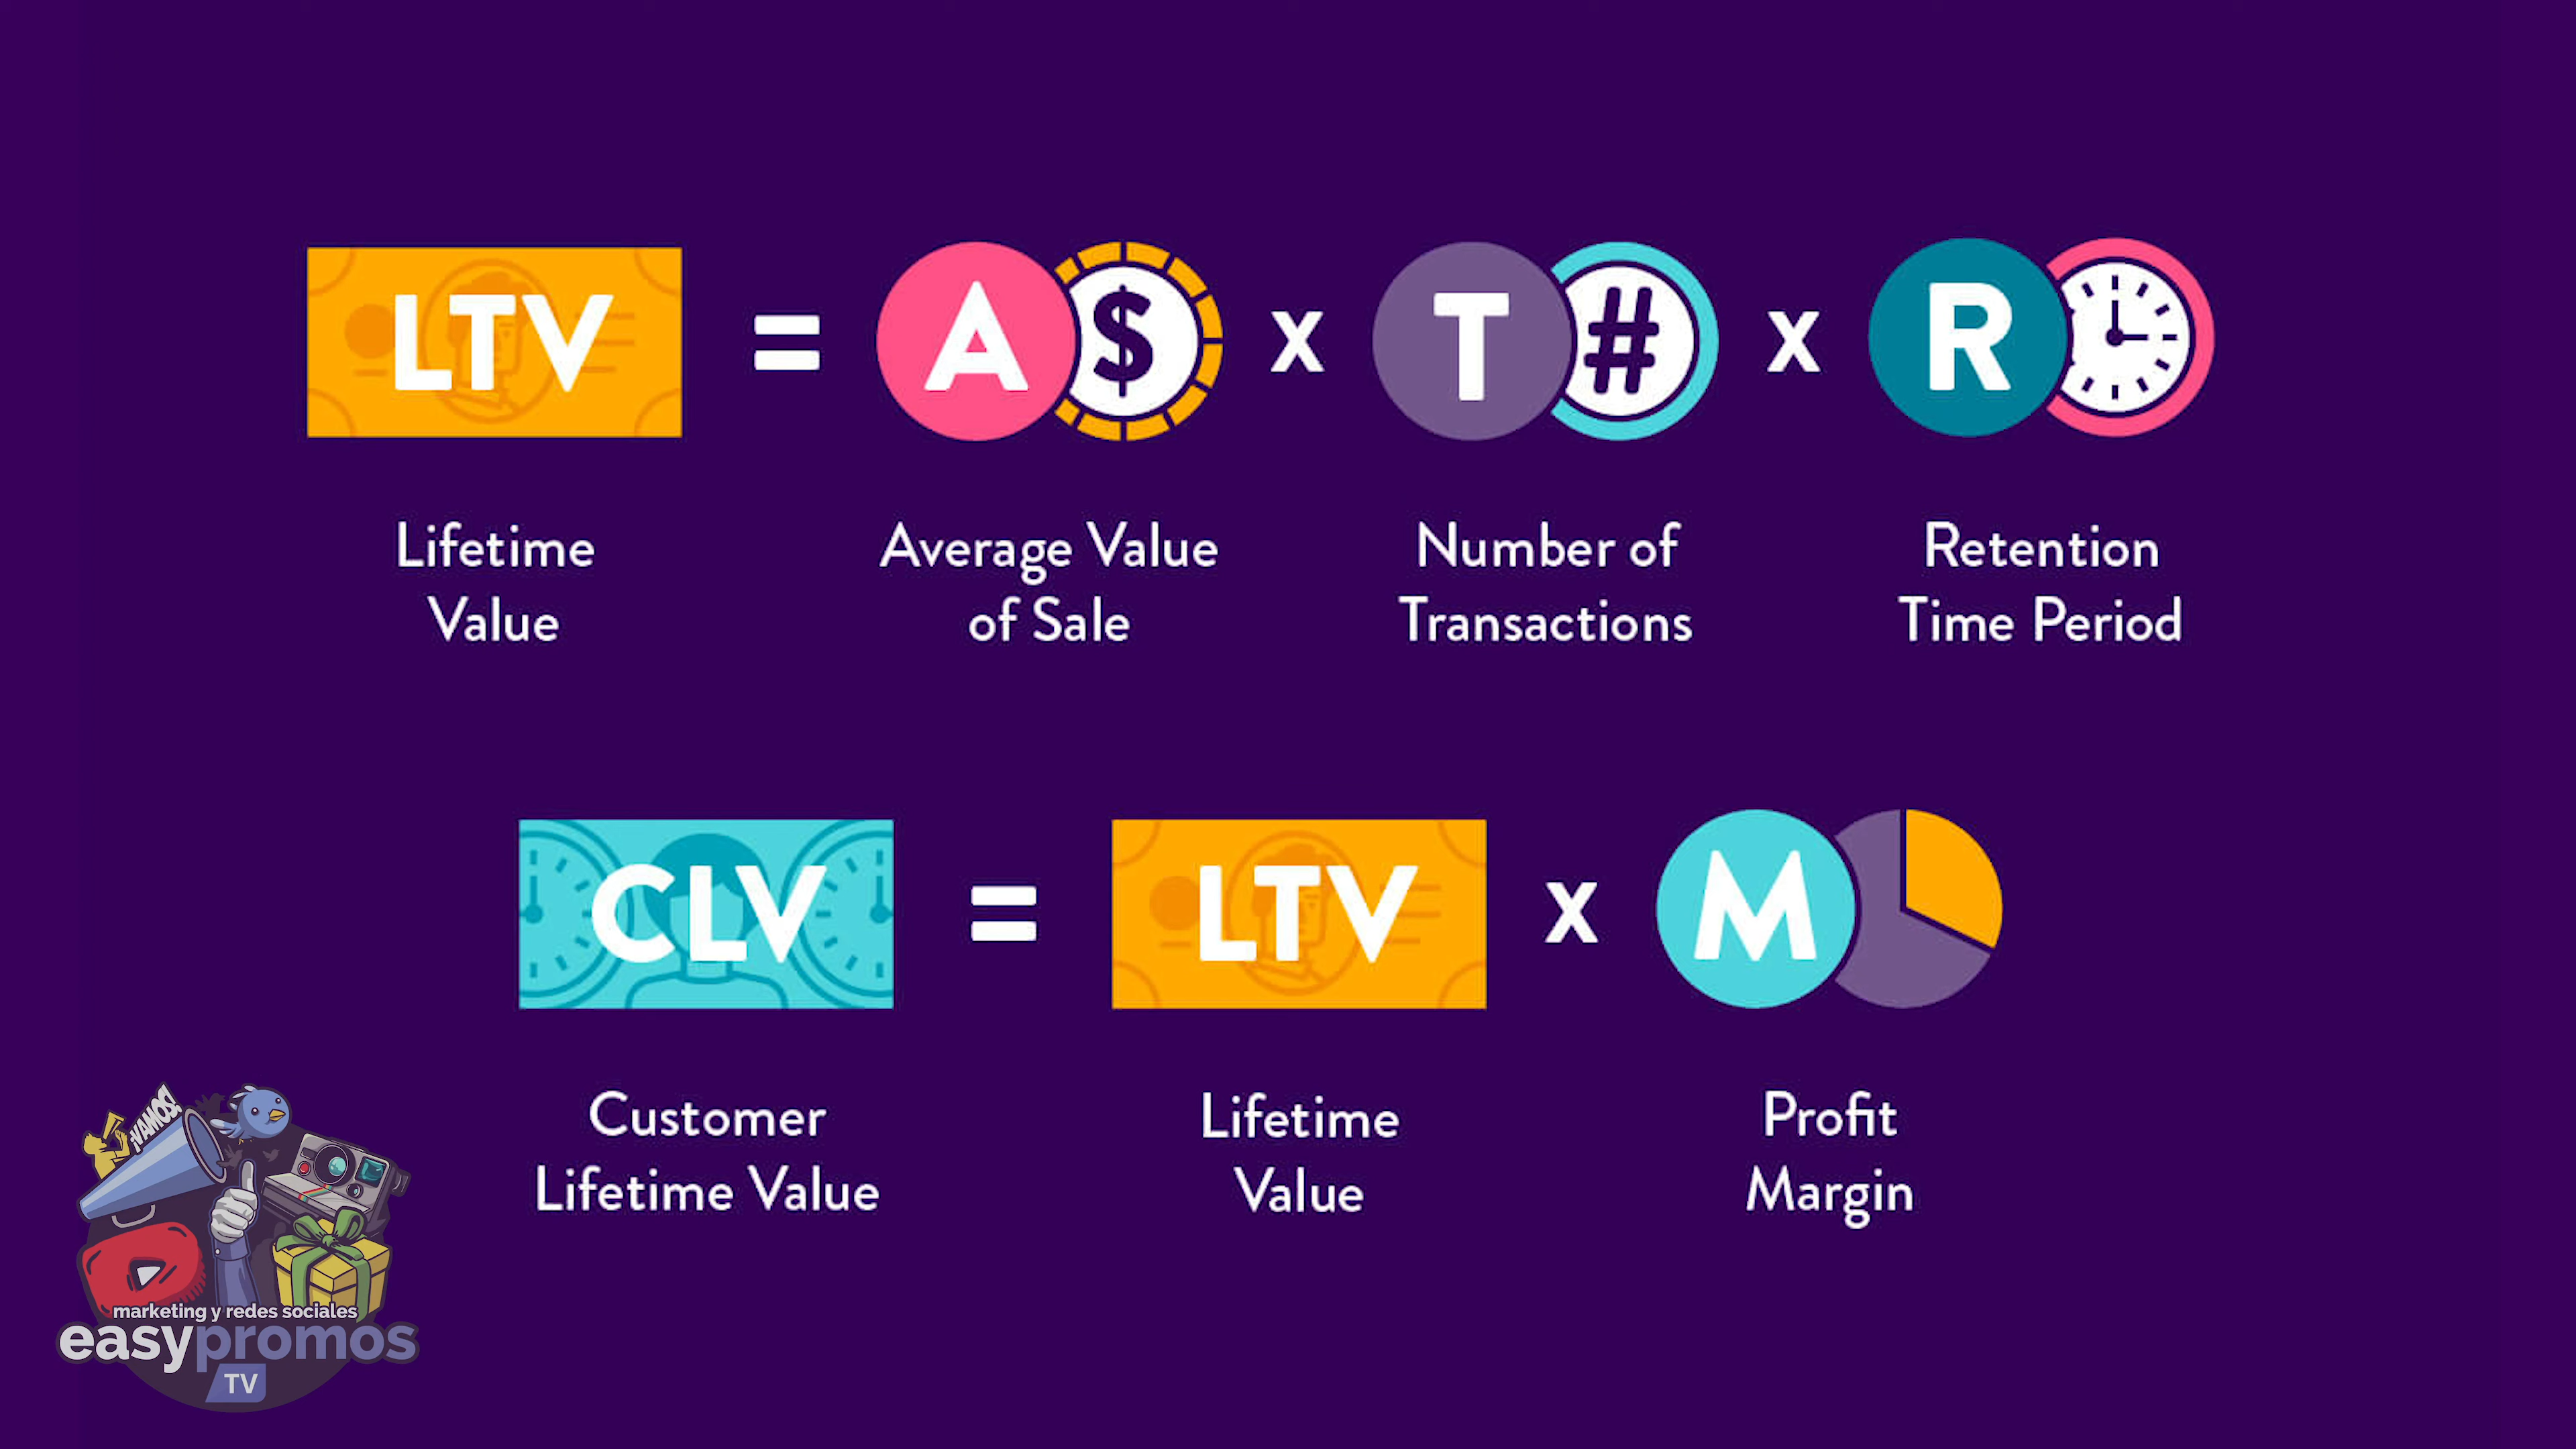 LTV = A $ x T # x R
Lifetime
Value
Average Value
of Sale
Number of
Transactions
Retention
Time Period
CLV = LTV x M
Customer
Lifetime Value
Lifetime
Value
Profit
Margin
¡VAMOS!
marketing y redes sociales
easypromos
TV